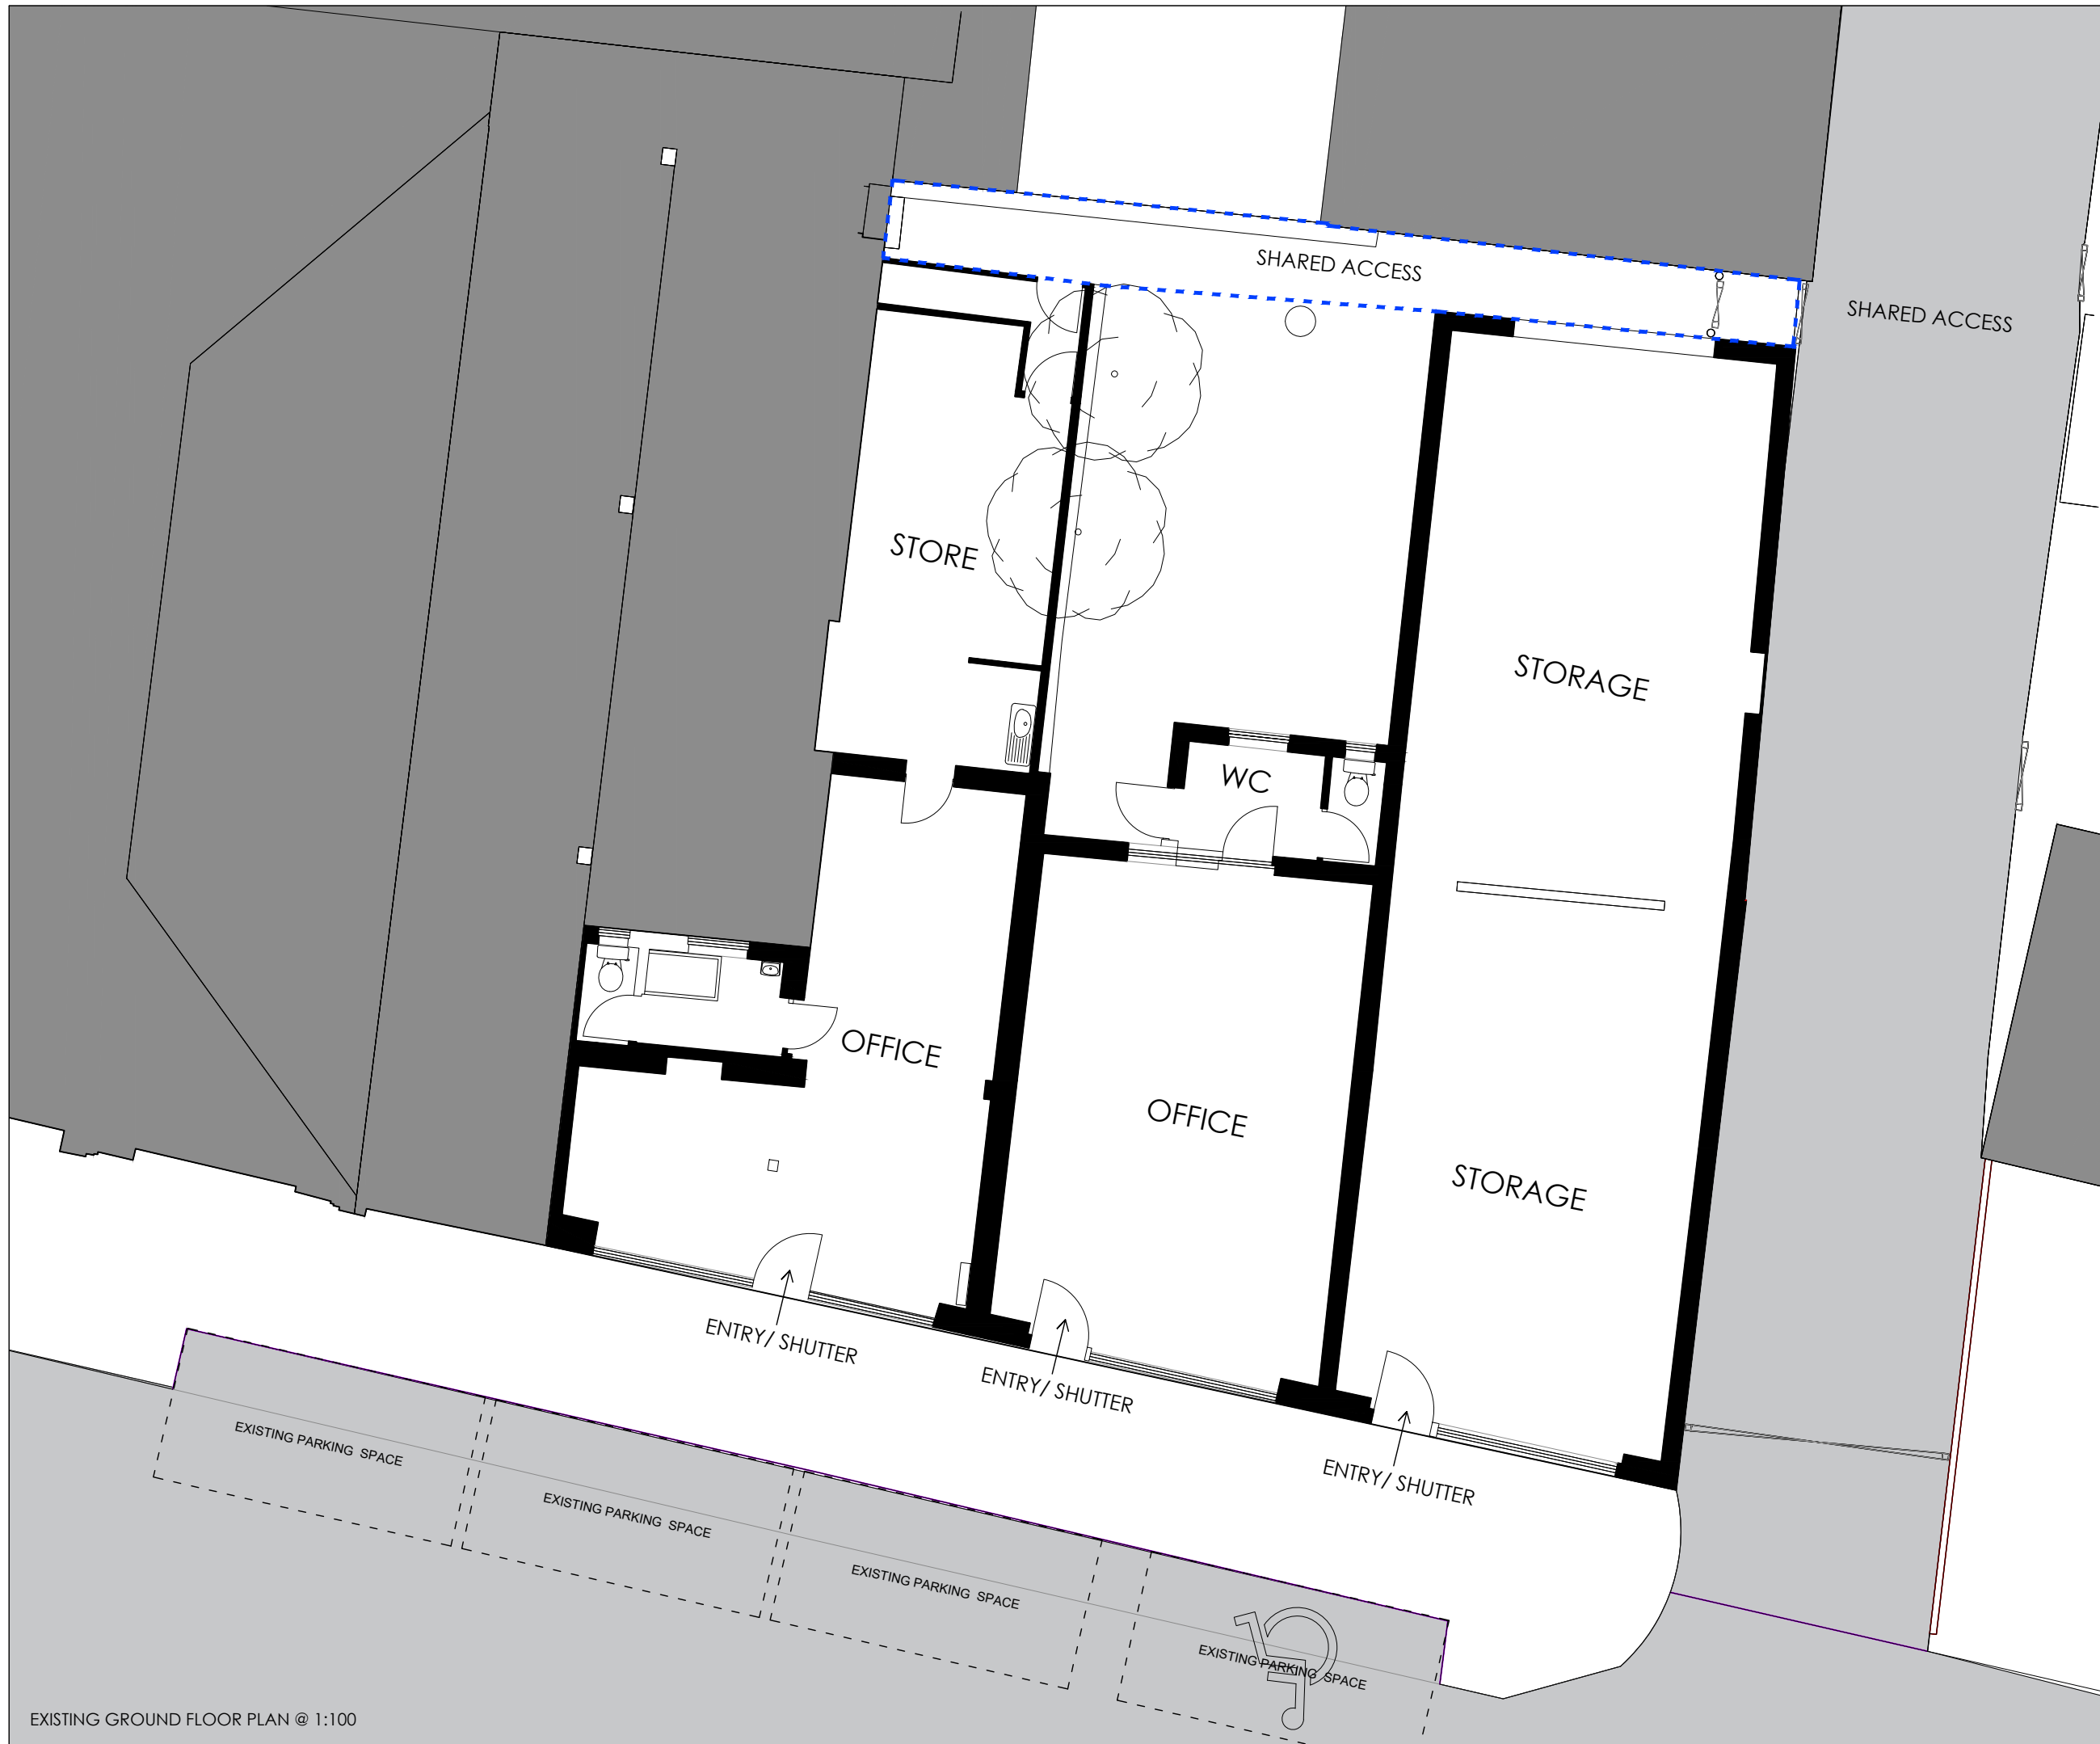 SHARED ACCESS
SHARED ACCESS
STORE
STORAGE
WC
OFFICE
OFFICE
STORAGE
ENTRY/ SHUTTER
ENTRY/ SHUTTER
ENTRY/ SHUTTER
EXISTING PARKING SPACE
EXISTING PARKING SPACE
EXISTING PARKING SPACE
EXISTING PARKING SPACE
EXISTING GROUND FLOOR PLAN @ 1:100